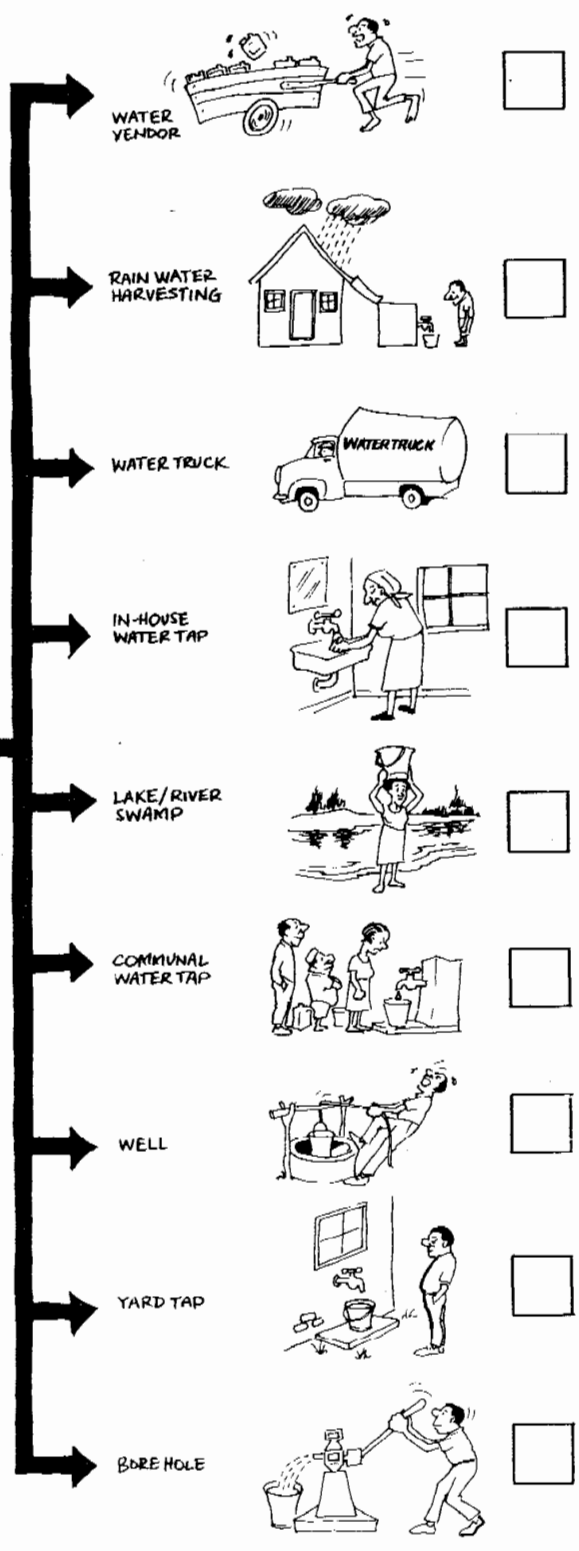 WATER
VENDOR
RAIN WATER
HARVESTING
WATER TRUCK
WATERTRUCK
IN-HOUSE
WATER TAP
LAKE/RIVER
SWAMP
COMMUNAL
WATER TAP
WELL
YARD TAP
BORE HOLE